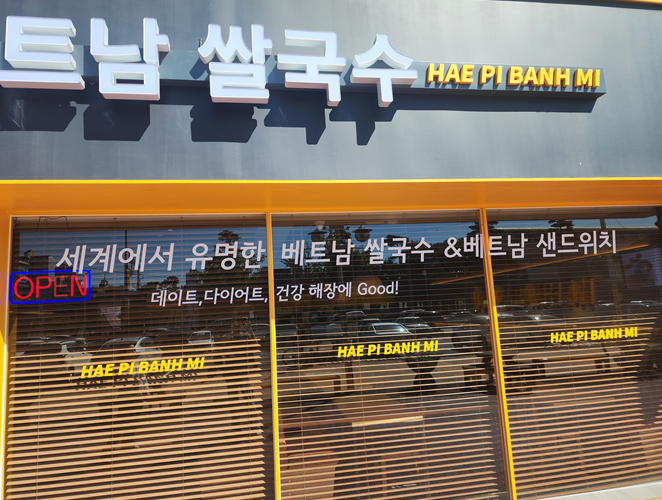 트남 쌀국수 HAE PI BANH MI
세계에서 유명한 베트남 쌀국수 &베트남 샌드위치
OPEN
데이트,다이어트, 건강 해장에 Good!
HAE PI BANH MI
HAE PI BANH MI
HAE PI BANH MI